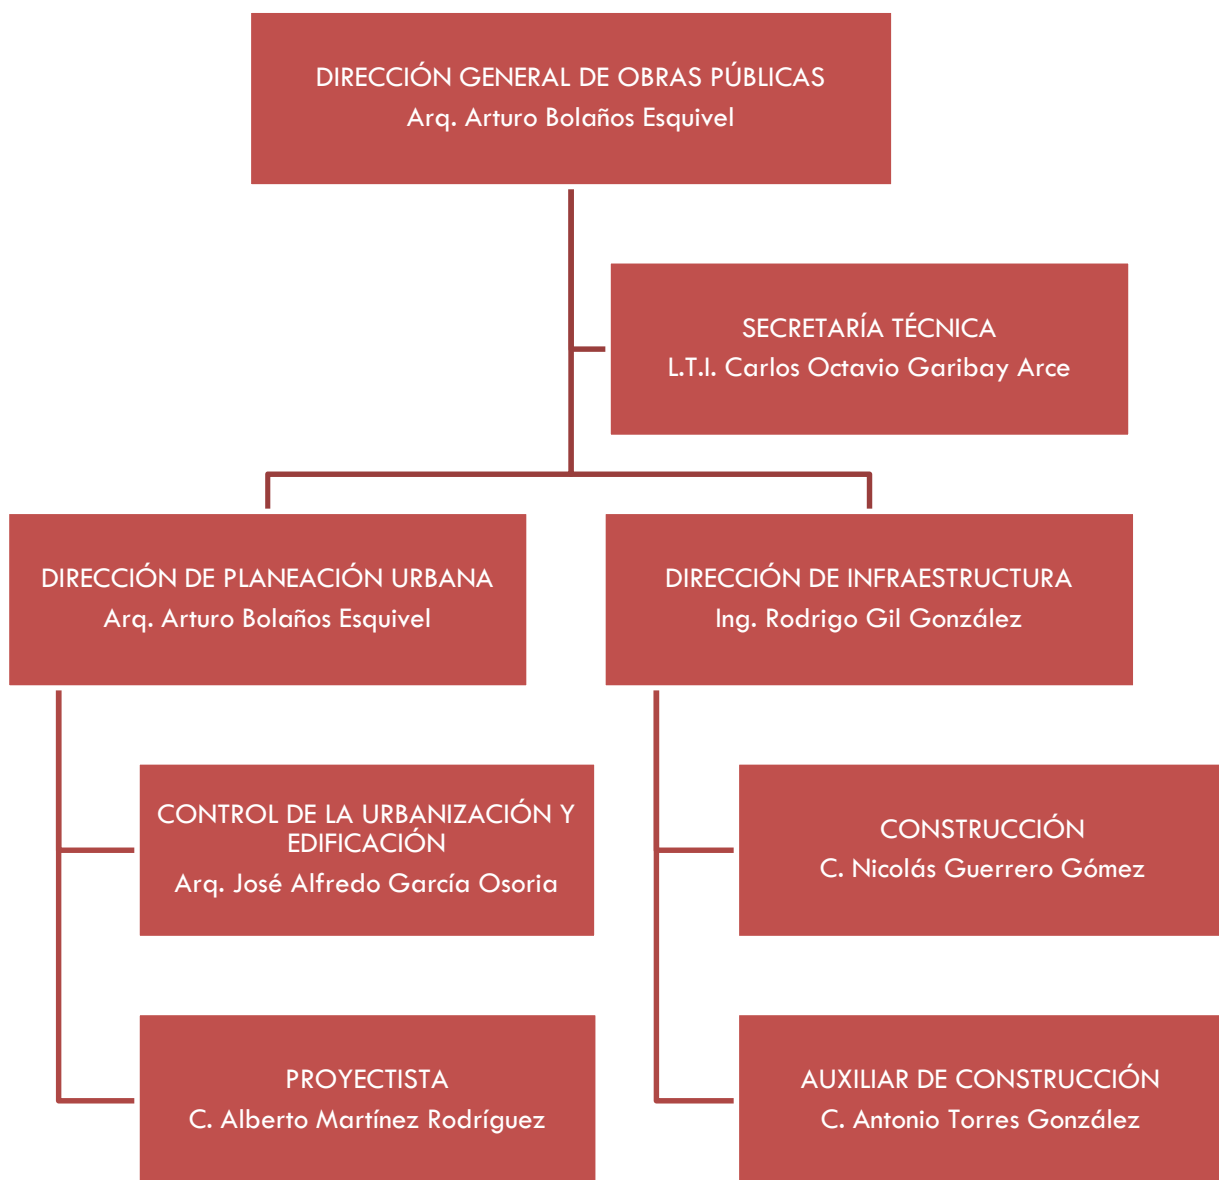 DIRECCIÓN GENERAL DE OBRAS PÚBLICAS
Arq. Arturo Bolaños Esquivel
SECRETARÍA TÉCNICA
L.T.I. Carlos Octavio Garibay Arce
DIRECCIÓN DE PLANEACIÓN URBANA
Arq. Arturo Bolaños Esquivel
DIRECCIÓN DE INFRAESTRUCTURA
Ing. Rodrigo Gil González
CONTROL DE LA URBANIZACIÓN Y
EDIFICACIÓN
Arq. José Alfredo García Osoria
CONSTRUCCIÓN
C. Nicolás Guerrero Gómez
PROYECTISTA
C. Alberto Martínez Rodríguez
AUXILIAR DE CONSTRUCCIÓN
C. Antonio Torres González